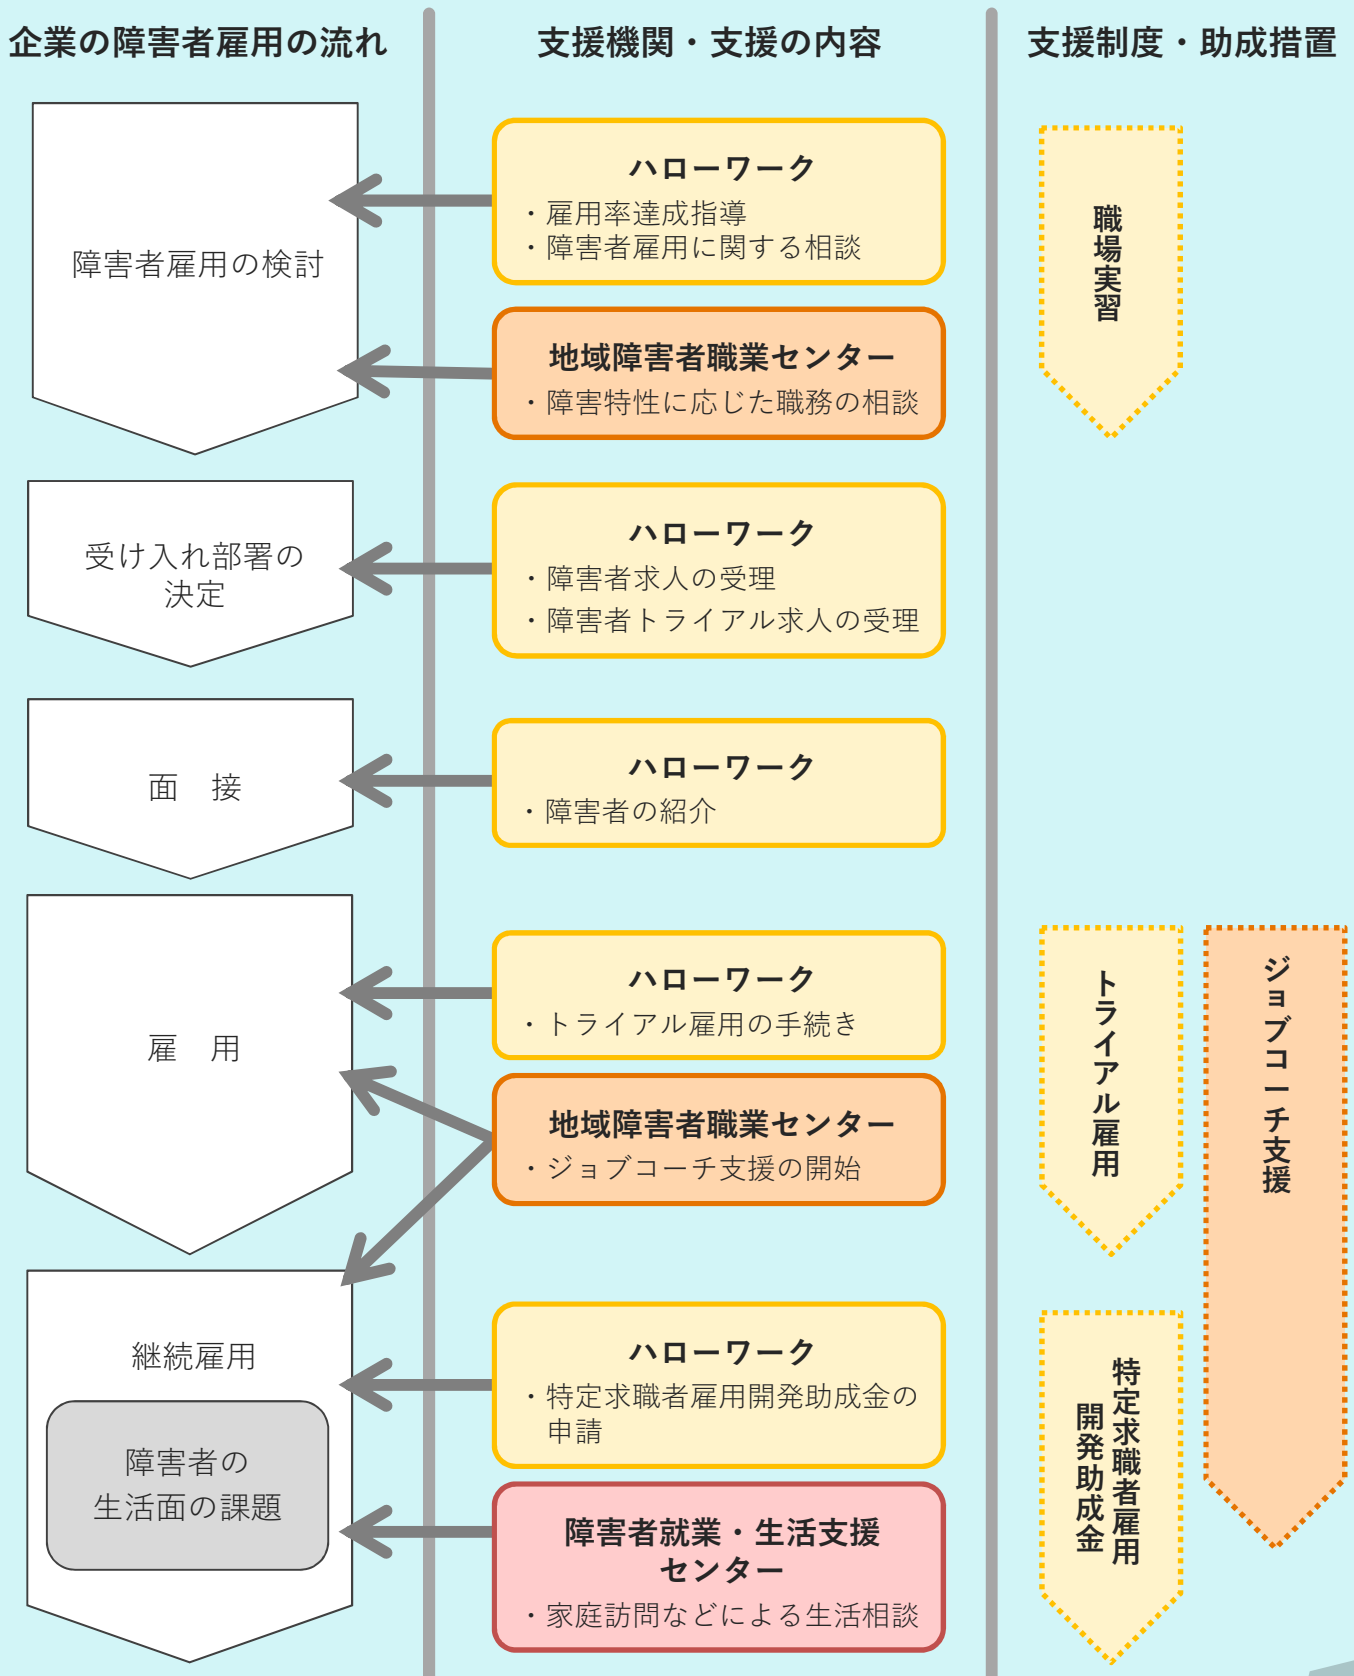 企業の障害者雇用の流れ
支援機関・支援の内容
支援制度・助成措置
障害者雇用の検討
ハローワーク
・雇用率達成指導
・障害者雇用に関する相談
地域障害者職業センター
・障害特性に応じた職務の相談
職場実習
受け入れ部署の
決定
ハローワーク
・障害者求人の受理
・障害者トライアル求人の受理
面　接
ハローワーク
・障害者の紹介
雇　用
ハローワーク
・トライアル雇用の手続き
地域障害者職業センター
・ジョブコーチ支援の開始
トライアル雇用
ジョブコーチ支援
継続雇用
障害者の
生活面の課題
ハローワーク
・特定求職者雇用開発助成金の
申請
障害者就業・生活支援
センター
・家庭訪問などによる生活相談
特定求職者雇用
開発助成金